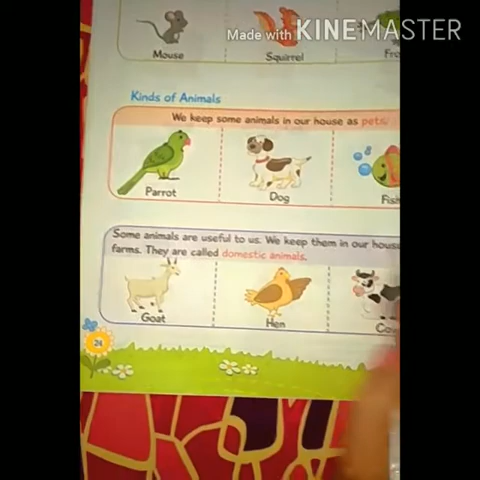 Made with KINEMASTER
Mouse
Squirrel
Kinds of Animals
We keep some animals in our house as pets.
Parrot
Dog
Fish
Some animals are useful to us. We keep them in our
farms. They are called domestic animals.
Goat
Hen
24